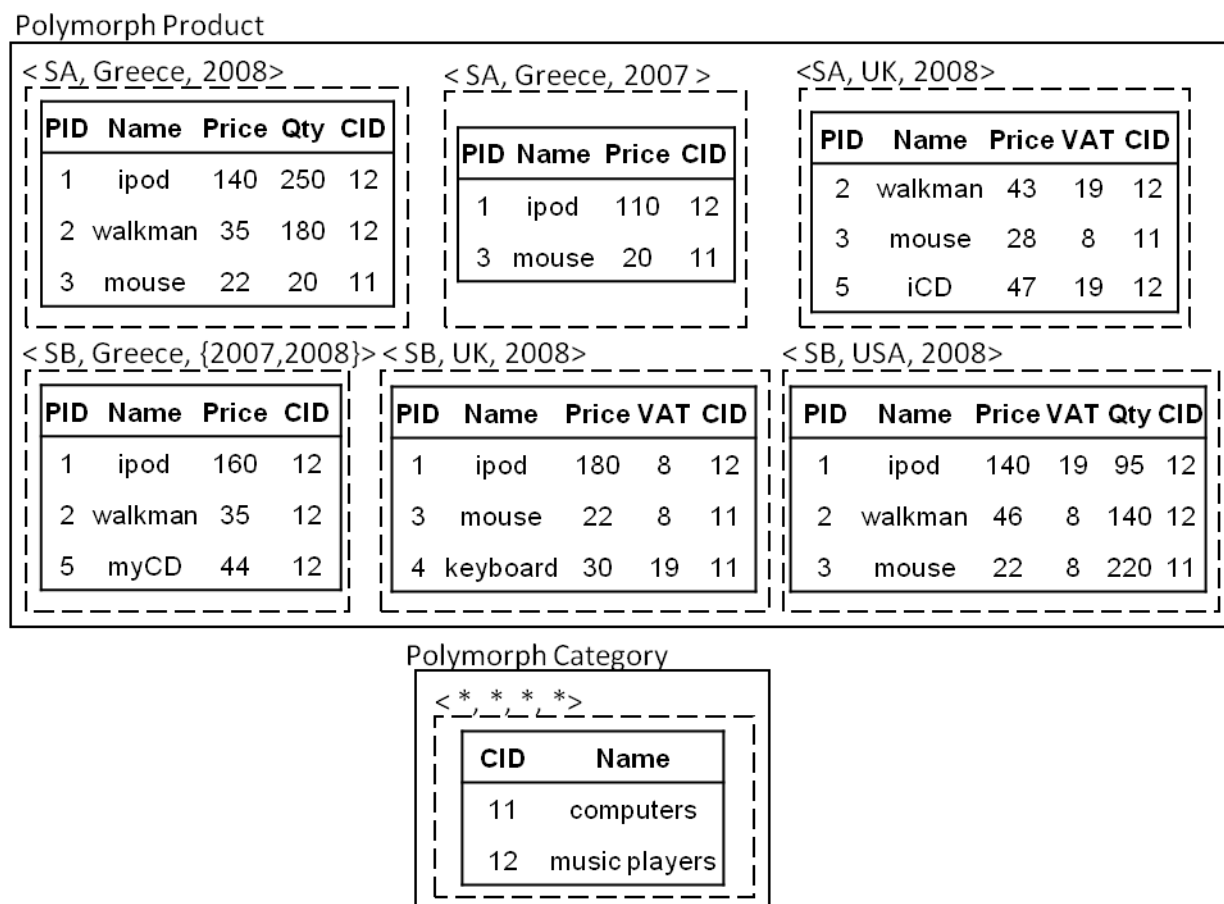 Polymorph Product
< SA, Greece, 2008>
PID Name Price Qty CID
1 ipod 140 250 12
2 walkman 35 180 12
3 mouse 22 20 11
< SA, Greece, 2007 >
PID Name Price CID
1 ipod 110 12
3 mouse 20 11
<SA, UK, 2008>
PID Name Price VAT CID
2 walkman 43 19 12
3 mouse 28 8 11
5 iCD 47 19 12
< SB, Greece, {2007,2008}>
PID Name Price CID
1 ipod 160 12
2 walkman 35 12
5 myCD 44 12
< SB, UK, 2008>
PID Name Price VAT CID
1 ipod 180 8 12
3 mouse 22 8 11
4 keyboard 30 19 11
< SB, USA, 2008>
PID Name Price VAT Qty CID
1 ipod 140 19 95 12
2 walkman 46 8 140 12
3 mouse 22 8 220 11
Polymorph Category
< *, *, *, *>
CID Name
11 computers
12 music players